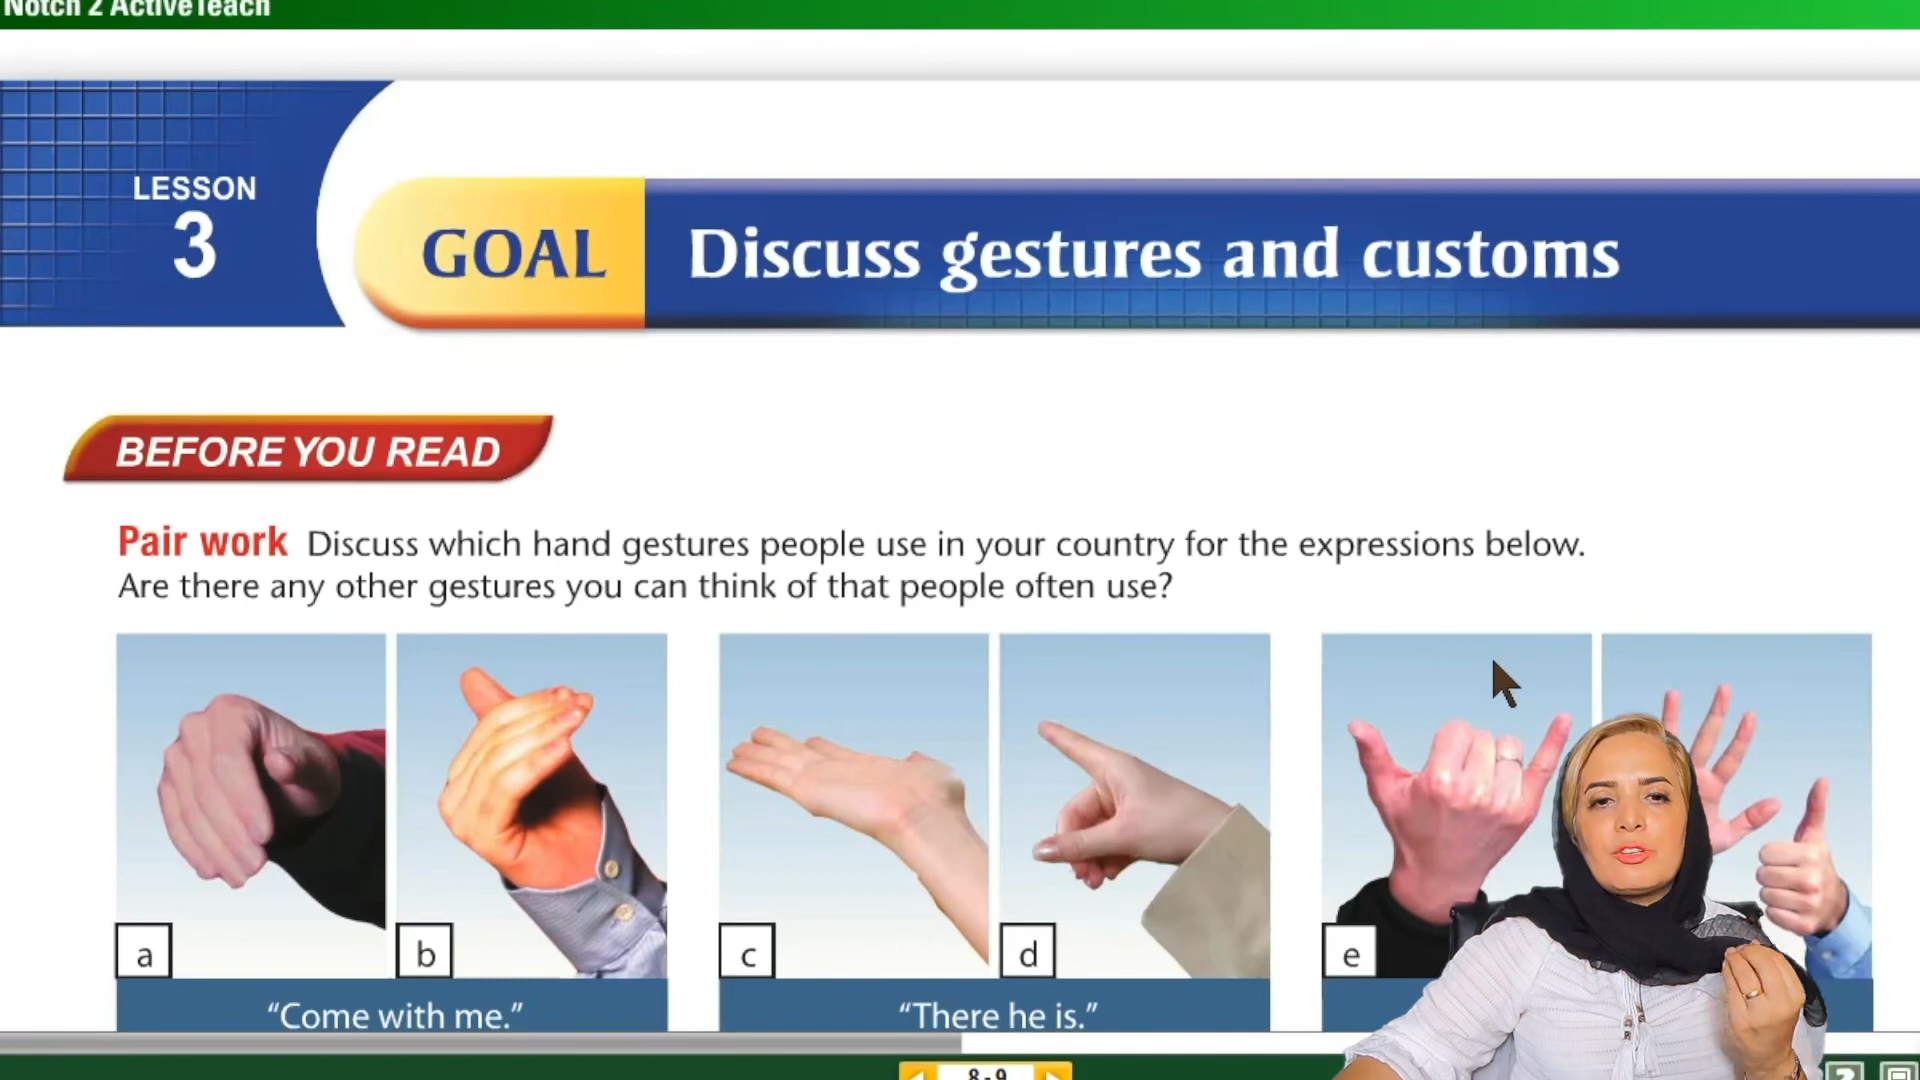 Notch 2 ActiveTeach
LESSON
3
GOAL
Discuss gestures and customs
BEFORE YOU READ
Pair work Discuss which hand gestures people use in your country for the expressions below.
Are there any other gestures you can think of that people often use?
a
b
c
d
e
“Come with me.”
“There he is.”
8-9
?